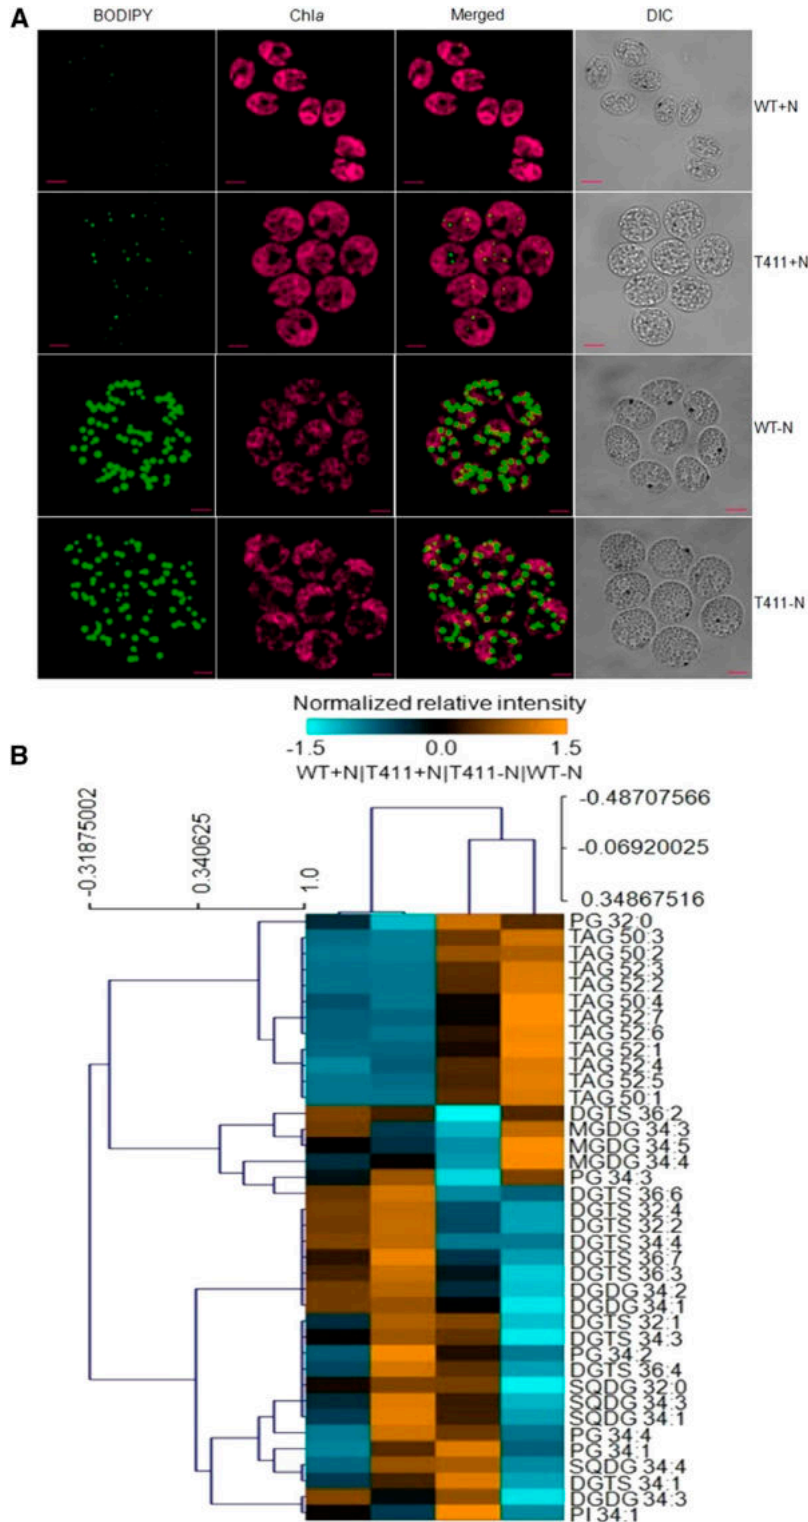 A
BODIPY Chla Merged DIC
WT+N
T411+N
WT-N
T411-N
Normalized relative intensity
-1.5 0.0 1.5
B
WT+N|T411+N|T411-N|WT-N
-0.31875002
0.340625
1.0
-0.48707566
-0.06920025
0.34867516
PG 32:0
TAG 50:3
TAG 50:2
TAG 52:3
TAG 52:2
TAG 50:4
TAG 52:7
TAG 52:6
TAG 52:1
TAG 52:4
TAG 52:5
TAG 50:1
DGTS 36:2
MGDG 34:3
MGDG 34:5
MGDG 34:4
PG 34:3
DGTS 36:6
DGTS 32:4
DGTS 32:2
DGTS 34:4
DGTS 36:7
DGTS 36:3
DGDG 34:2
DGDG 34:1
DGTS 32:1
DGTS 34:3
PG 34:2
DGTS 36:4
SQDG 32:0
SQDG 34:3
SQDG 34:1
PG 34:4
PG 34:1
SQDG 34:4
DGTS 34:1
DGDG 34:3
PI 34:1